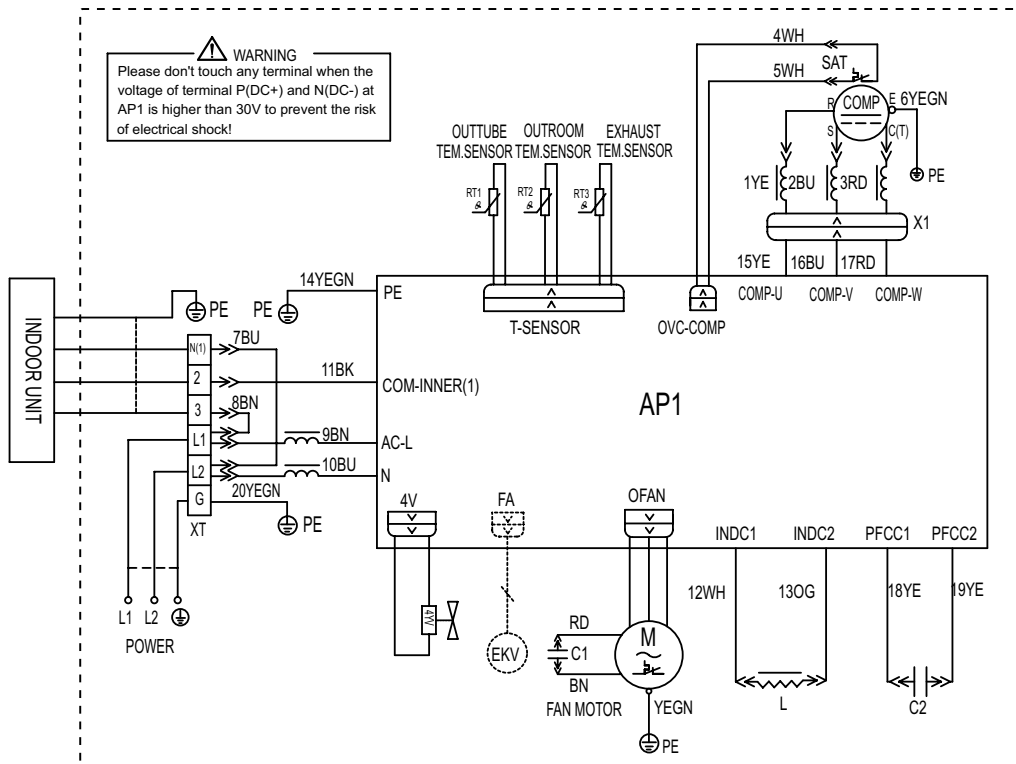 WARNING
Please don't touch any terminal when the
voltage of terminal P(DC+) and N(DC-) at
AP1 is higher than 30V to prevent the risk
of electrical shock!
4WH
5WH
SAT
COMP
R
S
C(T)
E
6YEGN
PE
1YE
2BU
3RD
X1
15YE
16BU
17RD
COMP-U
COMP-V
COMP-W
OUTTUBE
TEM.SENSOR
OUTROOM
TEM.SENSOR
EXHAUST
TEM.SENSOR
RT1
RT2
RT3
T-SENSOR
OVC-COMP
INDOOR UNIT
PE
PE
14YEGN
PE
N(1)
7BU
2
11BK
COM-INNER(1)
AP1
3
8BN
L1
9BN
AC-L
L2
10BU
N
G
20YEGN
PE
XT
L1
L2
POWER
4V
4YV
FA
EKV
OFAN
RD
C1
BN
M
FAN MOTOR
YEGN
PE
INDC1
INDC2
12WH
13OG
L
PFCC1
PFCC2
18YE
19YE
C2